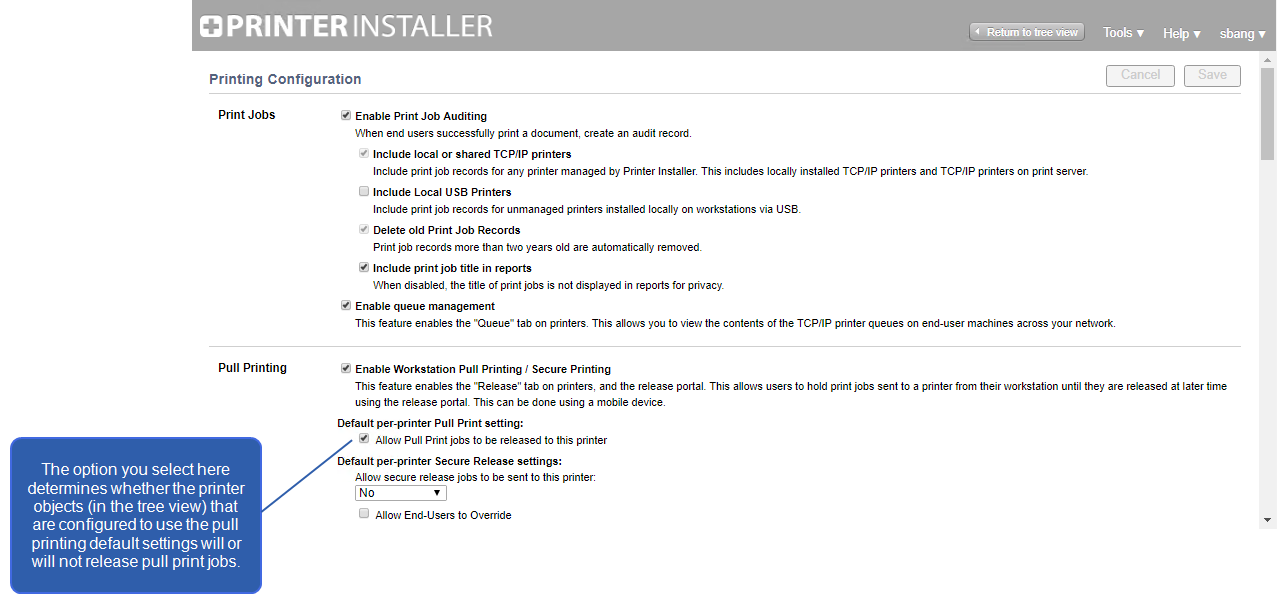 PRINTERINSTALLER
Return to tree view Tools ▾ Help ▾ sbang ▾
Printing Configuration
Cancel Save
Print Jobs
Enable Print Job Auditing
When end users successfully print a document, create an audit record.
Include local or shared TCP/IP printers
Include print job records for any printer managed by Printer Installer. This includes locally installed TCP/IP printers and TCP/IP printers on print server.
Include Local USB Printers
Include print job records for unmanaged printers installed locally on workstations via USB.
Delete old Print Job Records
Print job records more than two years old are automatically removed.
Include print job title in reports
When disabled, the title of print jobs is not displayed in reports for privacy.
Enable queue management
This feature enables the "Queue" tab on printers. This allows you to view the contents of the TCP/IP printer queues on end-user machines across your network.
Pull Printing
Enable Workstation Pull Printing / Secure Printing
This feature enables the "Release" tab on printers, and the release portal. This allows users to hold print jobs sent to a printer from their workstation until they are released at later time
using the release portal. This can be done using a mobile device.
Default per-printer Pull Print setting:
Allow Pull Print jobs to be released to this printer
Default per-printer Secure Release settings:
Allow secure release jobs to be sent to this printer:
No
Allow End-Users to Override
The option you select here
determines whether the printer
objects (in the tree view) that
are configured to use the pull
printing default settings will or
will not release pull print jobs.